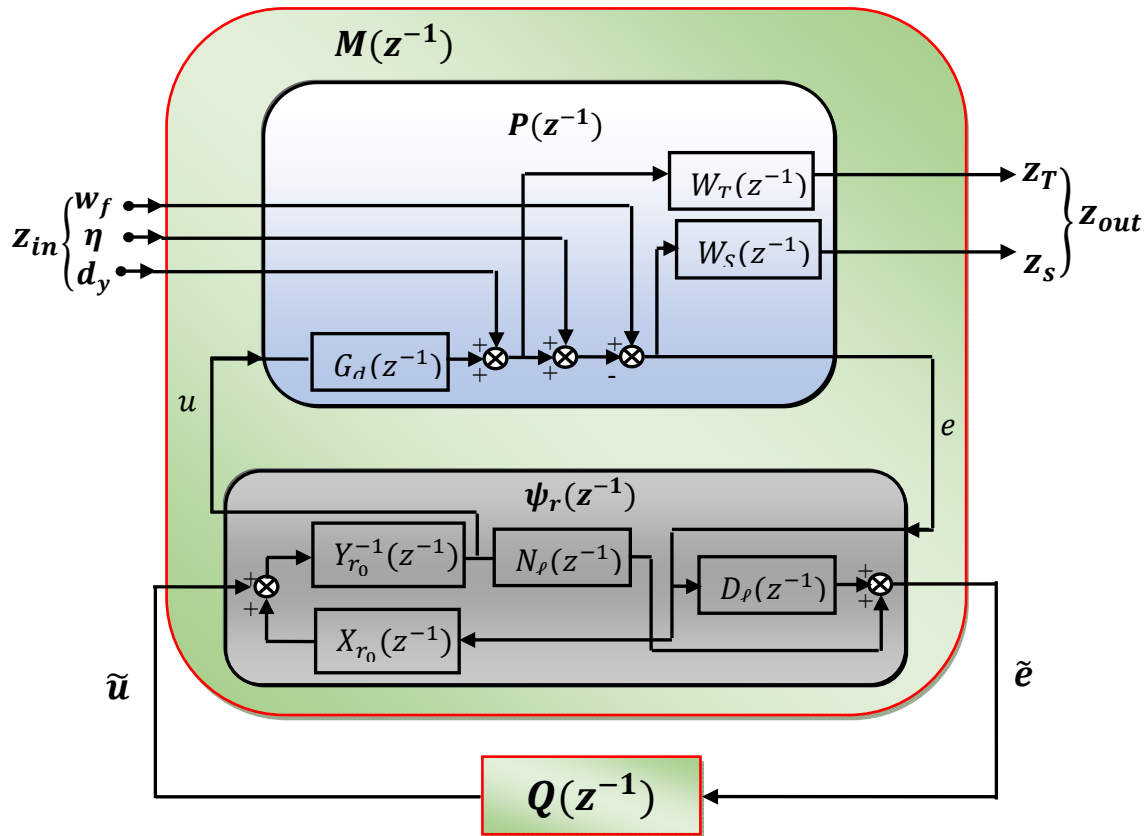 M(z⁻¹)
P(z⁻¹)
W_T(z⁻¹)
z_T
w_f
z_in { η } z_out
W_S(z⁻¹)
z_s
d_y
+ + +
G_d(z⁻¹)
+ + -
u
e
ψ_r(z⁻¹)
Y_{r_0}^{-1}(z⁻¹)
N_ℓ(z⁻¹)
D_ℓ(z⁻¹)
+ +
+ +
X_{r_0}(z⁻¹)
ũ
ẽ
Q(z⁻¹)